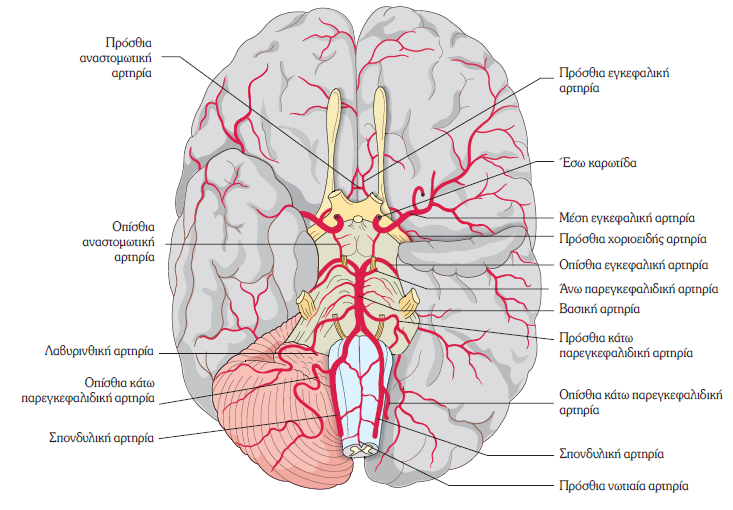 Πρόσθια
αναστομωτική
αρτηρία
Οπίσθια
αναστομωτική
αρτηρία
Λαβυρινθική αρτηρία
Οπίσθια κάτω
παρεγκεφαλιδική αρτηρία
Σπονδυλική αρτηρία
Πρόσθια εγκεφαλική
αρτηρία
Έσω καρωτίδα
Μέση εγκεφαλική αρτηρία
Πρόσθια χοριοειδής αρτηρία
Οπίσθια εγκεφαλική αρτηρία
Άνω παρεγκεφαλιδική αρτηρία
Βασική αρτηρία
Πρόσθια κάτω
παρεγκεφαλιδική αρτηρία
Οπίσθια κάτω παρεγκεφαλιδική
αρτηρία
Σπονδυλική αρτηρία
Πρόσθια νωτιαία αρτηρία